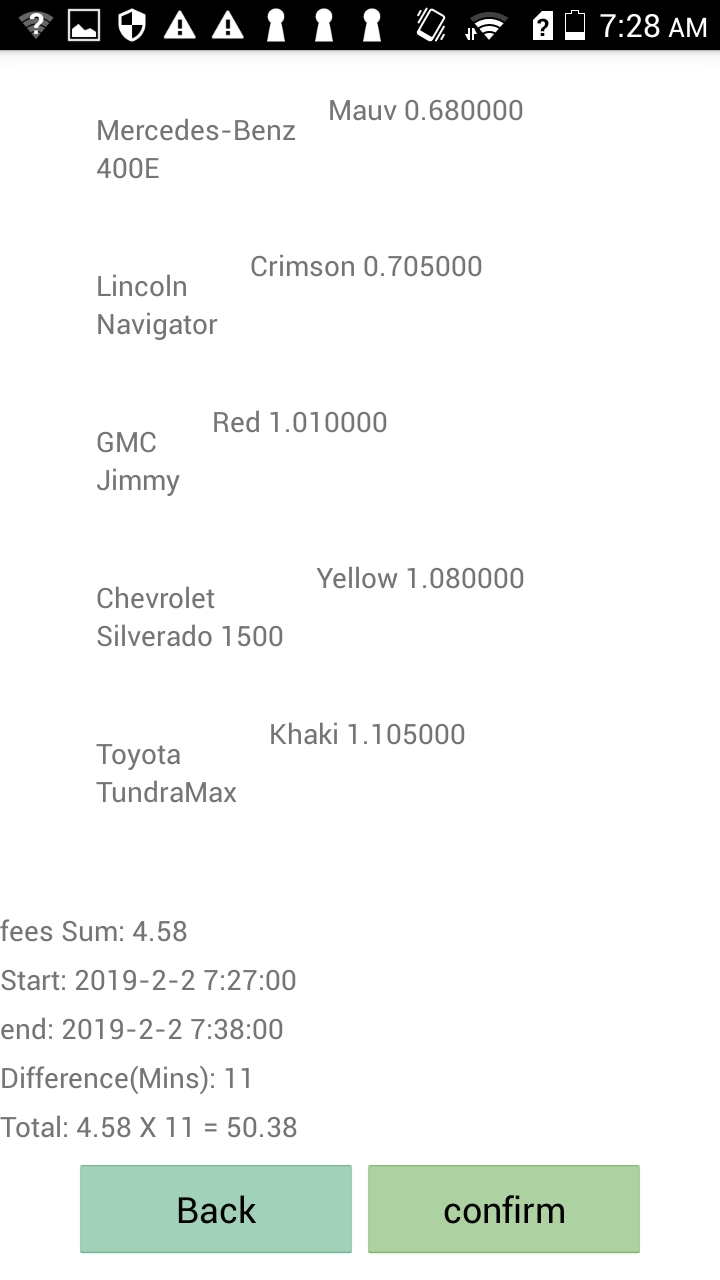 7:28 AM
Mauv 0.680000
Mercedes-Benz
400E
Crimson 0.705000
Lincoln
Navigator
Red 1.010000
GMC
Jimmy
Yellow 1.080000
Chevrolet
Silverado 1500
Khaki 1.105000
Toyota
TundraMax
fees Sum: 4.58
Start: 2019-2-2 7:27:00
end: 2019-2-2 7:38:00
Difference(Mins): 11
Total: 4.58 X 11 = 50.38
Back
confirm